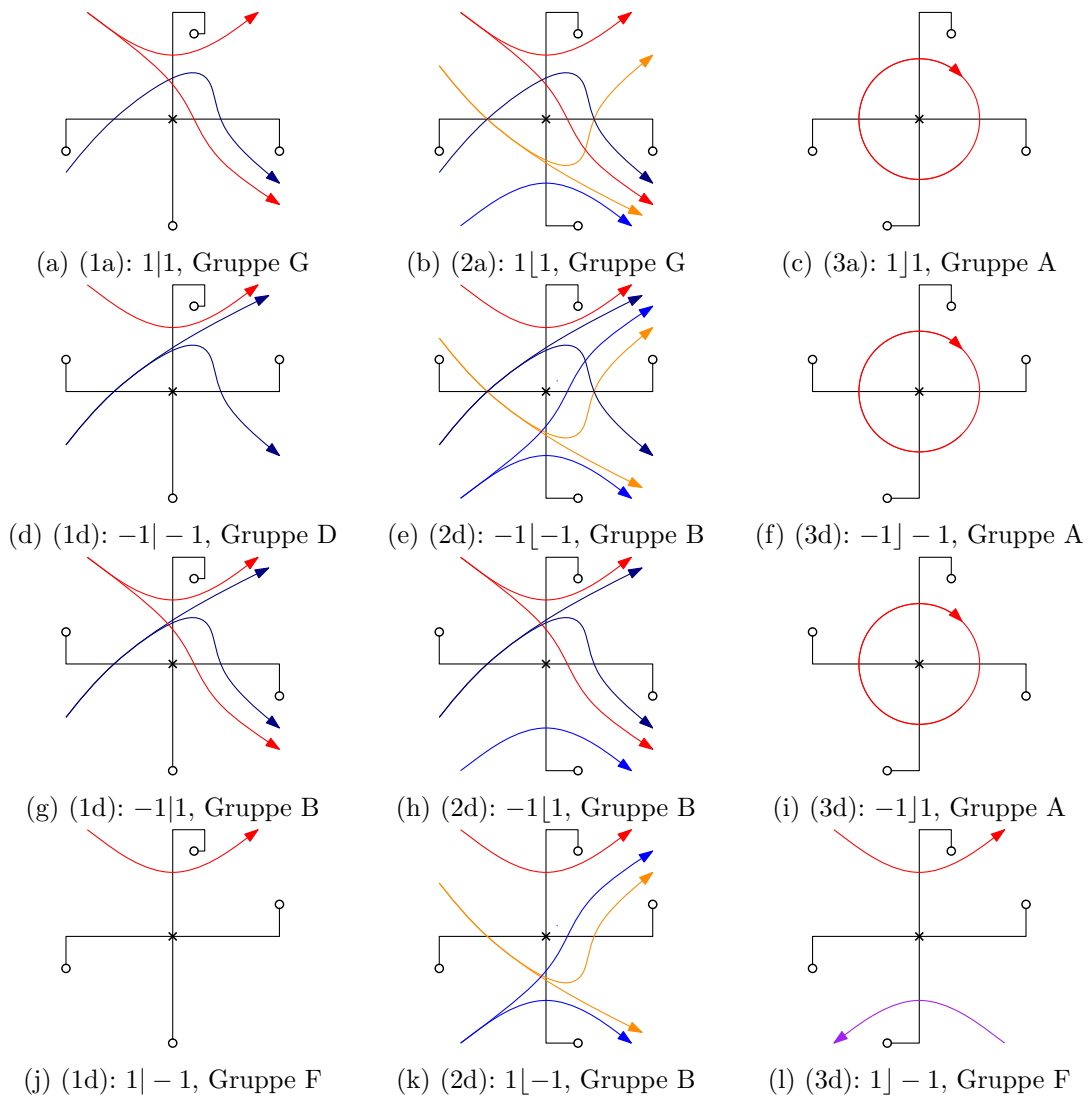 (a) (1a): 1|1, Gruppe G
(b) (2a): 1⌊1, Gruppe G
(c) (3a): 1⌋1, Gruppe A
(d) (1d): −1| − 1, Gruppe D
(e) (2d): −1⌊−1, Gruppe B
(f) (3d): −1⌋ − 1, Gruppe A
(g) (1d): −1|1, Gruppe B
(h) (2d): −1⌊1, Gruppe B
(i) (3d): −1⌋1, Gruppe A
(j) (1d): 1| − 1, Gruppe F
(k) (2d): 1⌊−1, Gruppe B
(l) (3d): 1⌋ − 1, Gruppe F